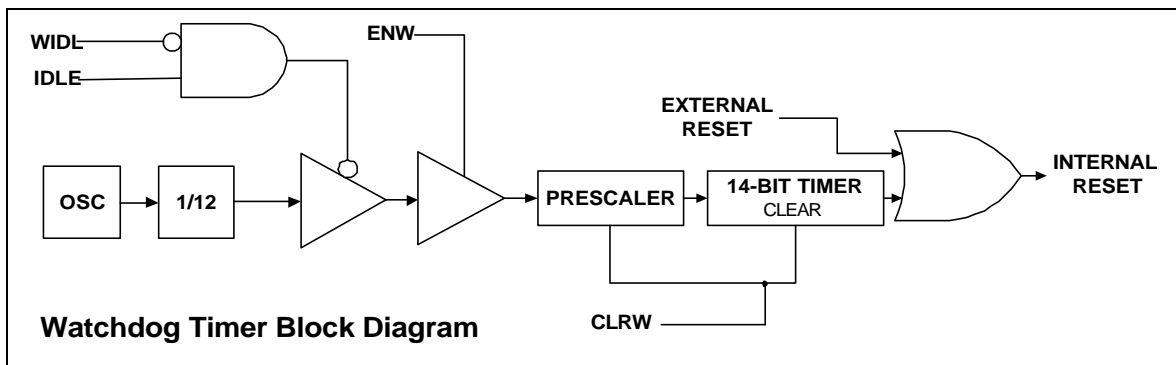 WIDL
IDLE
ENW
EXTERNAL
RESET
INTERNAL
RESET
OSC
1/12
PRESCALER
14-BIT TIMER
CLEAR
CLRW
Watchdog Timer Block Diagram